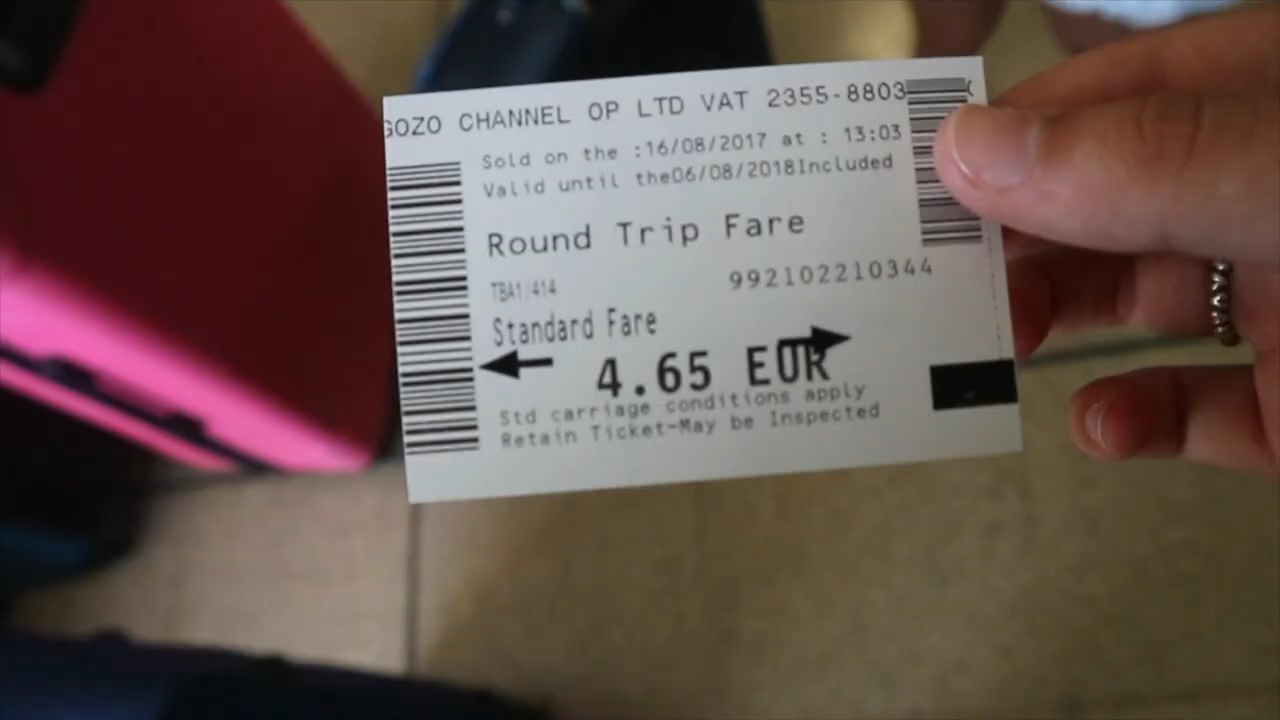 GOZO CHANNEL OP LTD VAT 2355-8803
Sold on the :16/08/2017 at : 13:03
Valid until the06/08/2018Included
Round Trip Fare
TBA1/414 992102210344
Standard Fare
4.65 EUR
Std carriage conditions apply
Retain Ticket-May be Inspected